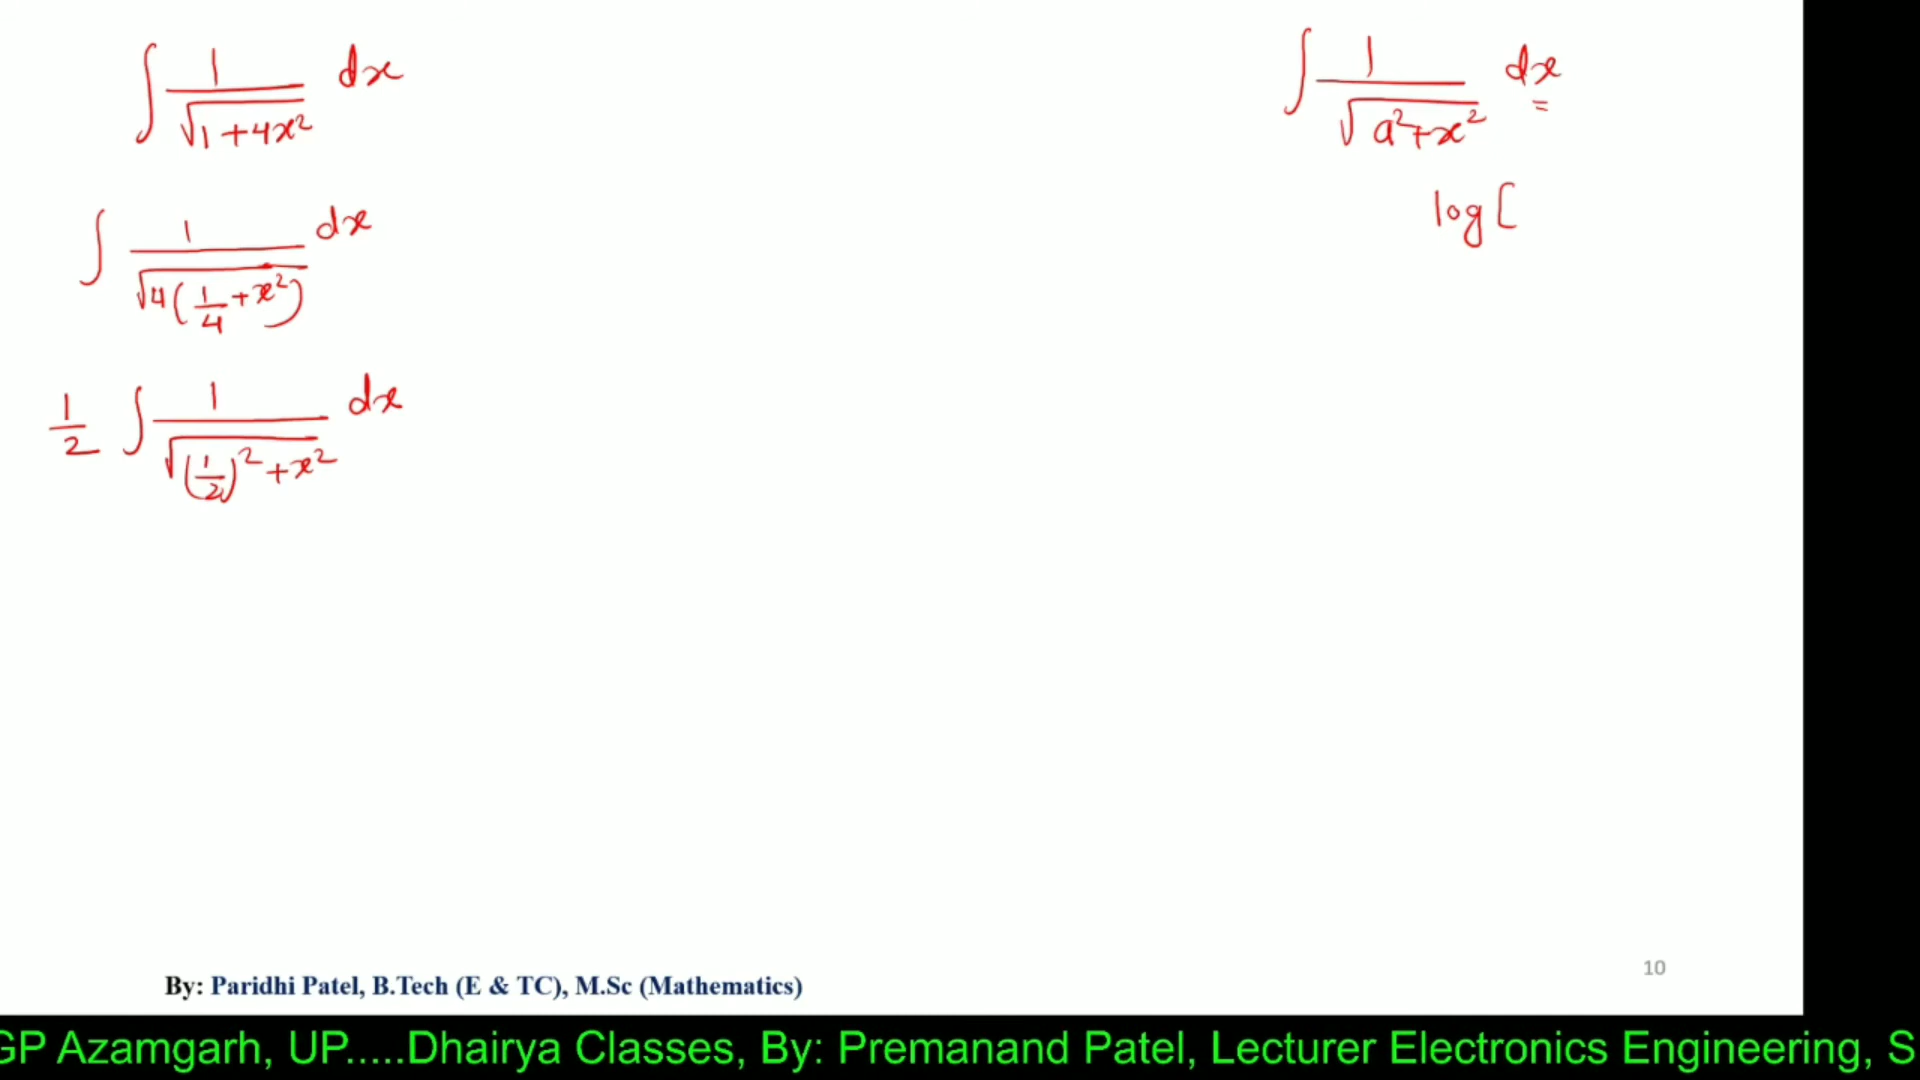 ∫ 1/√(1+4x²) dx
∫ 1/√(4(1/4+x²)) dx
1/2 ∫ 1/√((1/2)²+x²) dx
∫ 1/√(a²+x²) dx =
log [
10
By: Paridhi Patel, B.Tech (E & TC), M.Sc (Mathematics)
GP Azamgarh, UP.....Dhairya Classes, By: Premanand Patel, Lecturer Electronics Engineering, S